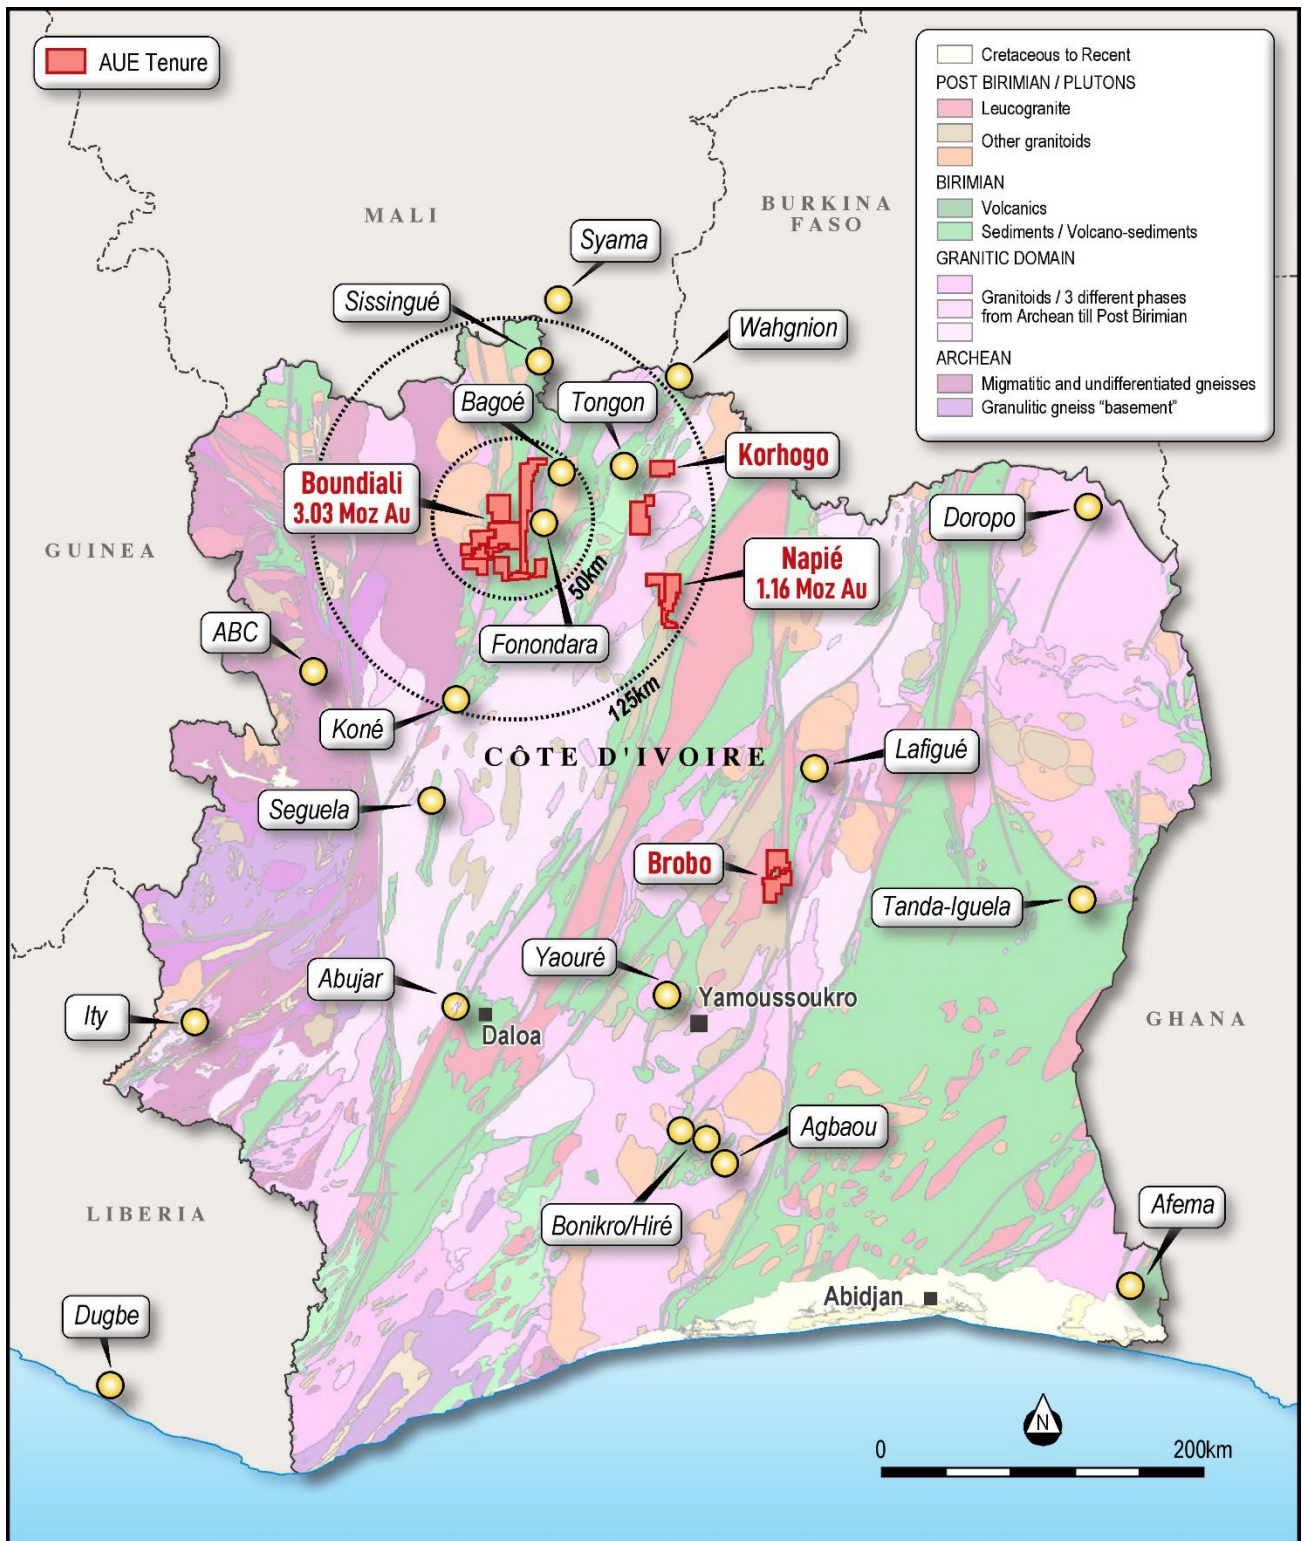 AUE Tenure
Cretaceous to Recent
POST BIRIMIAN / PLUTONS
Leucogranite
Other granitoids
BIRIMIAN
Volcanics
Sediments / Volcano-sediments
GRANITIC DOMAIN
Granitoids / 3 different phases
from Archean till Post Birimian
ARCHEAN
Migmatitic and undifferentiated gneisses
Granulitic gneiss “basement”
MALI
BURKINA
FASO
Syama
Sissingué
Wahgnion
Bagoé
Tongon
Korhogo
Boundiali
3.03 Moz Au
Doropo
GUINEA
Napié
1.16 Moz Au
50km
ABC
Fonondara
125km
Koné
CÔTE D'IVOIRE
Lafigué
Seguela
Brobo
Tanda-Iguela
Yaouré
Abujar
Yamoussoukro
Ity
Daloa
GHANA
Agbaou
LIBERIA
Bonikro/Hiré
Afema
Abidjan
Dugbe
N
0 200km